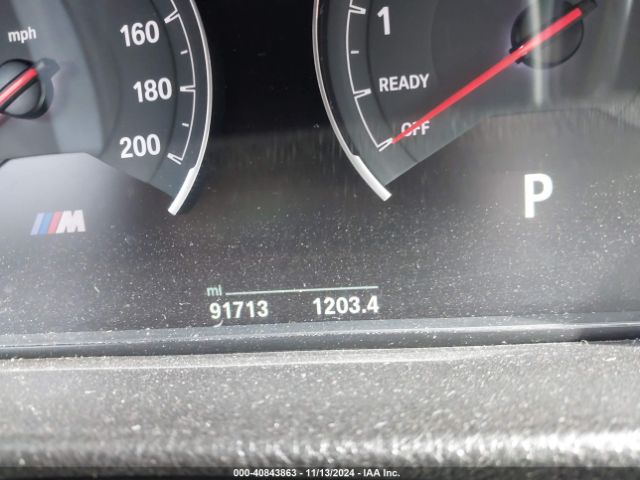 mph
160
180
200
1
READY
OFF
P
M
mi
91713 1203.4
000-40843863 - 11/13/2024 - IAA Inc.